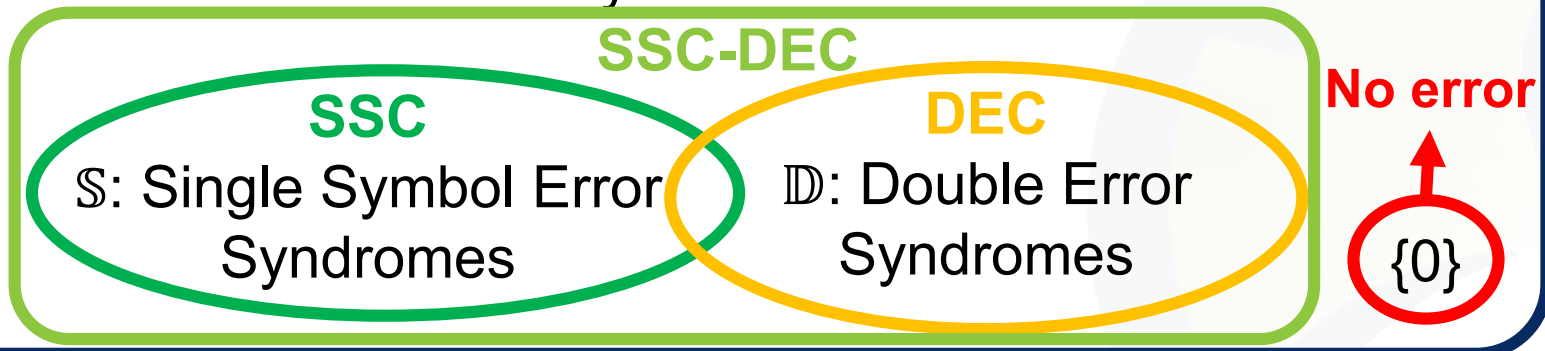 SSC-DEC
SSC
𝕊: Single Symbol Error
Syndromes
DEC
𝔻: Double Error
Syndromes
No error
{0}